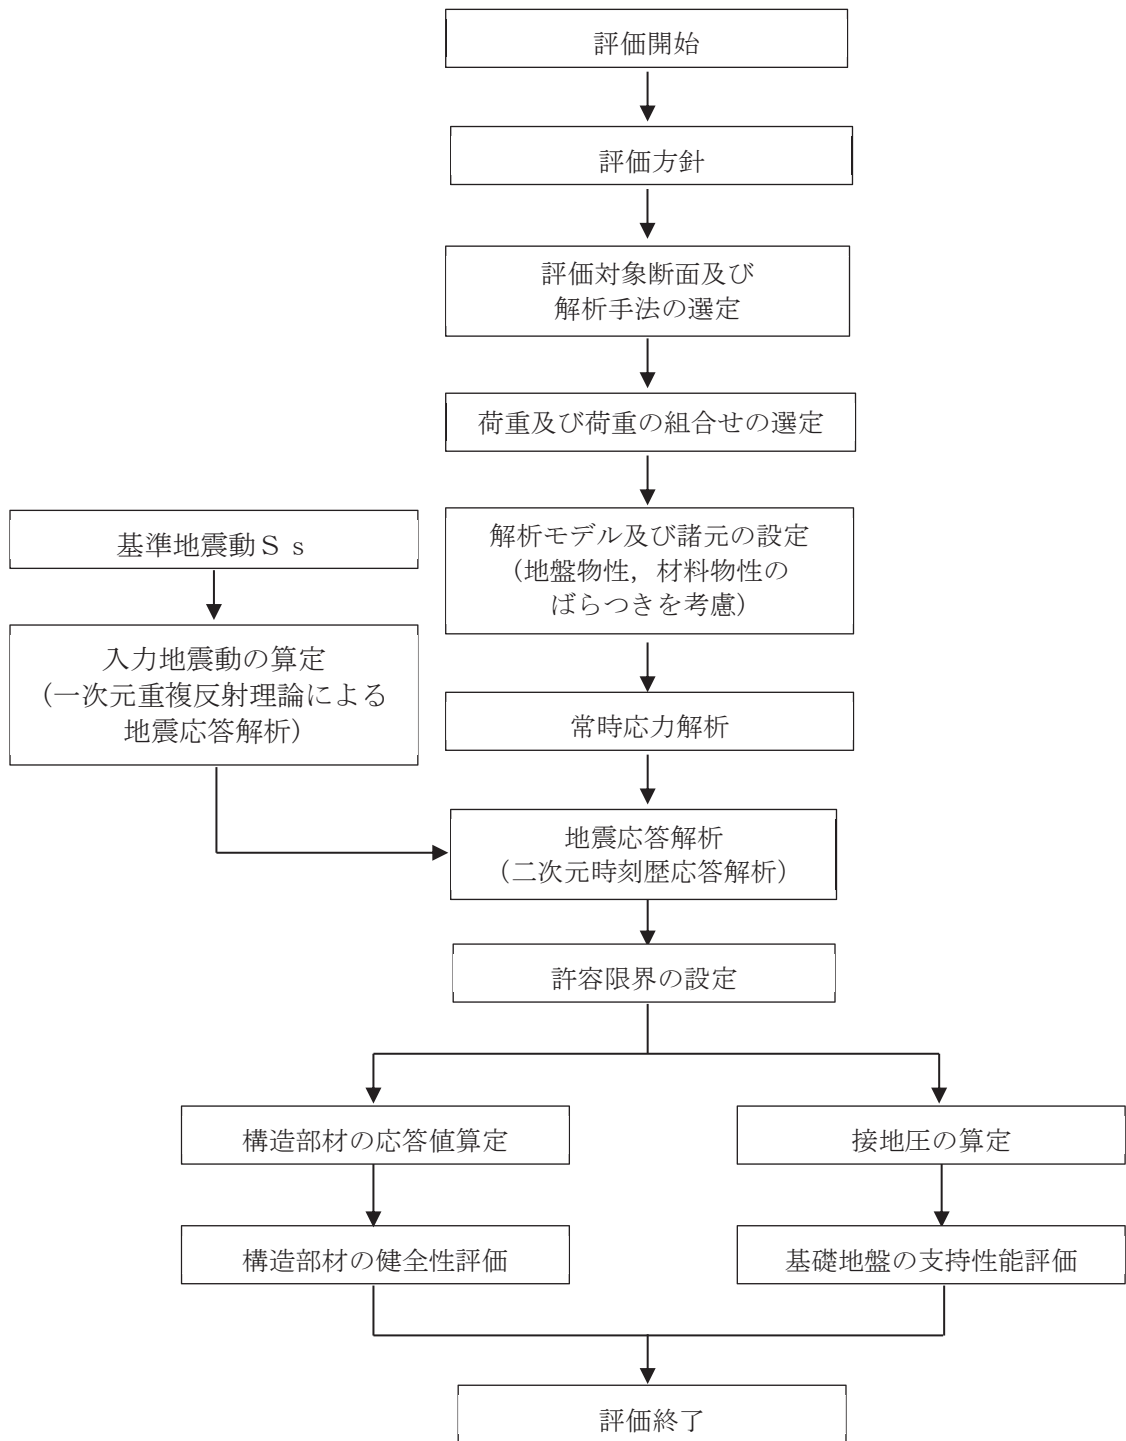 評価開始
評価方針
評価対象断面及び
解析手法の選定
荷重及び荷重の組合せの選定
基準地震動Ｓｓ
入力地震動の算定
（一次元重複反射理論による
地震応答解析）
解析モデル及び諸元の設定
（地盤物性，材料物性の
ばらつきを考慮）
常時応力解析
地震応答解析
（二次元時刻歴応答解析）
許容限界の設定
構造部材の応答値算定
接地圧の算定
構造部材の健全性評価
基礎地盤の支持性能評価
評価終了